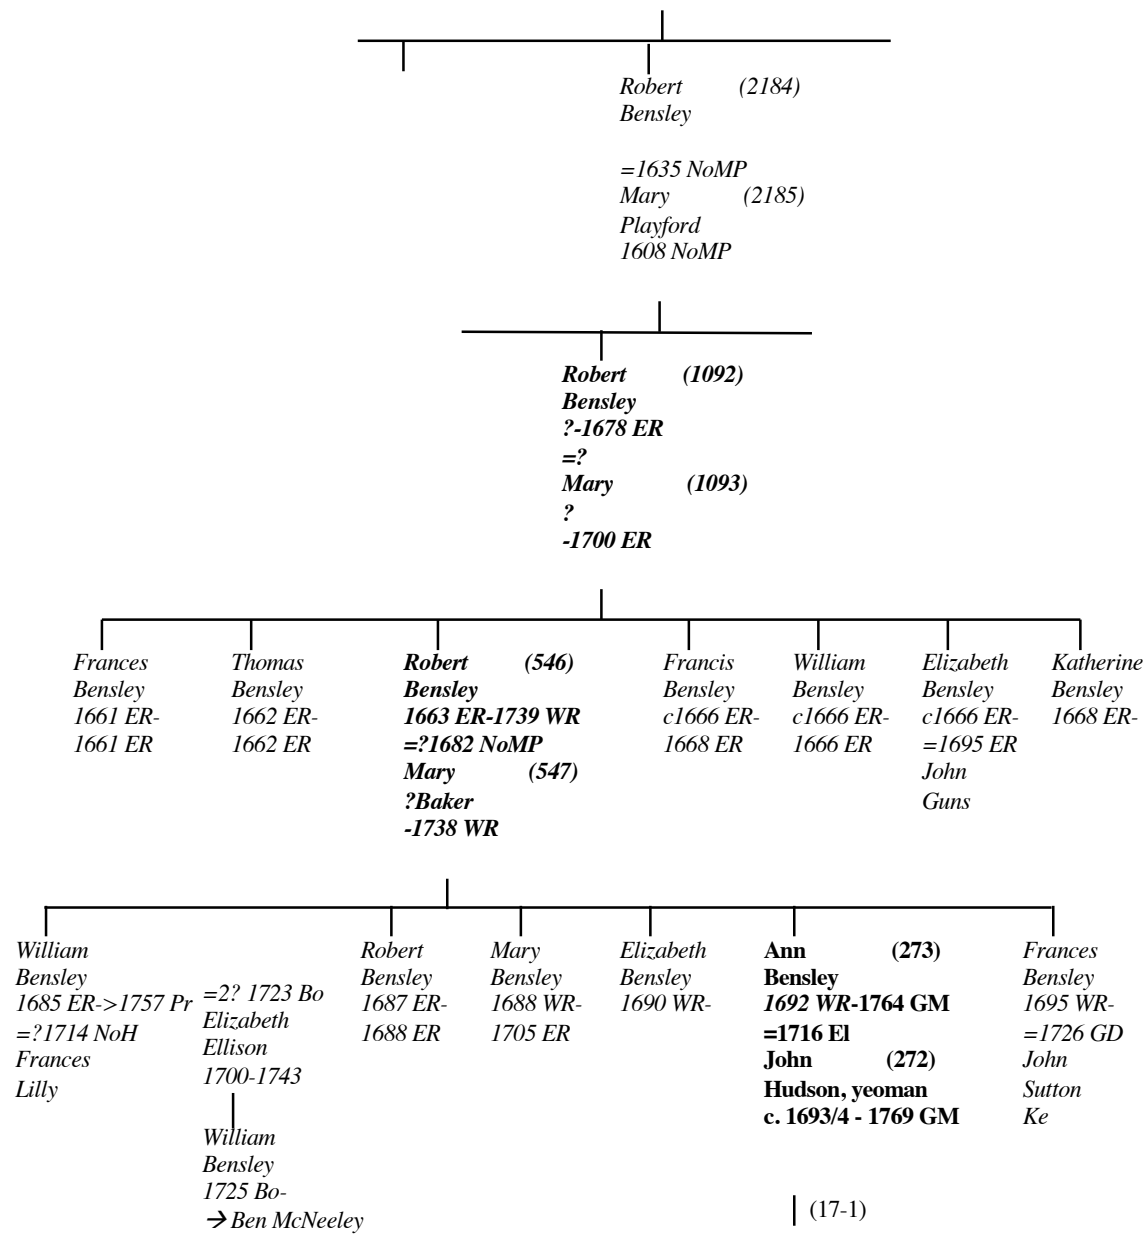 Robert (2184)
Bensley
=1635 NoMP
Mary (2185)
Playford
1608 NoMP
Robert (1092)
Bensley
?-1678 ER
=?
Mary (1093)
?
-1700 ER
Frances
Bensley
1661 ER-
1661 ER
Thomas
Bensley
1662 ER-
1662 ER
Robert (546)
Bensley
1663 ER-1739 WR
=?1682 NoMP
Mary (547)
?Baker
-1738 WR
Francis
Bensley
c1666 ER-
1668 ER
William
Bensley
c1666 ER-
1666 ER
Elizabeth
Bensley
c1666 ER-
=1695 ER
John
Guns
Katherine
Bensley
1668 ER-
William
Bensley
1685 ER->1757 Pr
=?1714 NoH
Frances
Lilly
=2? 1723 Bo
Elizabeth
Ellison
1700-1743
William
Bensley
1725 Bo-
→ Ben McNeeley
Robert
Bensley
1687 ER-
1688 ER
Mary
Bensley
1688 WR-
1705 ER
Elizabeth
Bensley
1690 WR-
Ann (273)
Bensley
1692 WR-1764 GM
=1716 El
John (272)
Hudson, yeoman
c. 1693/4 - 1769 GM
(17-1)
Frances
Bensley
1695 WR-
=1726 GD
John
Sutton
Ke